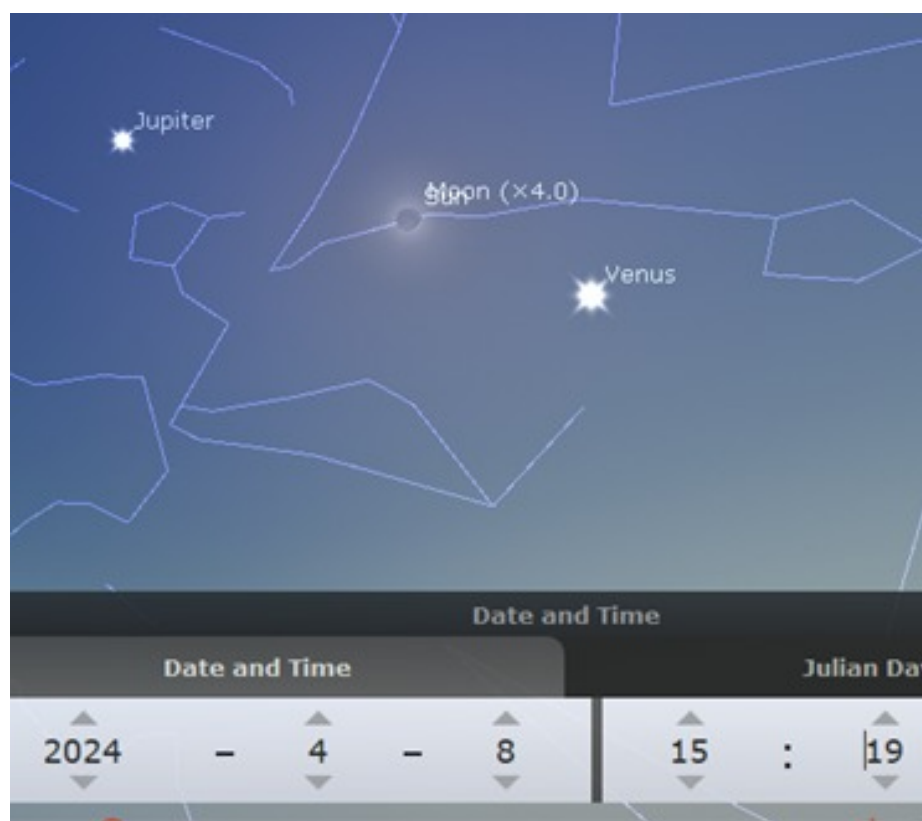 Jupiter
Moon (×4.0)
Sun
Venus
Date and Time
Date and Time
Julian Da
2024 - 4 - 8 15 : 19